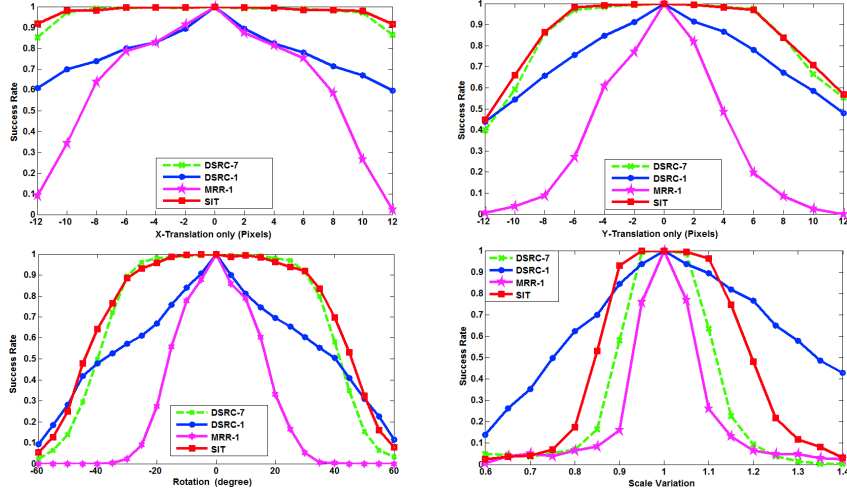 1
0.9
0.8
0.7
0.6
0.5
0.4
0.3
0.2
0.1
0
Success Rate
DSRC-7
DSRC-1
MRR-1
SIT
-12 -10 -8 -6 -4 -2 0 2 4 6 8 10 12
X-Translation only (Pixels)
1
0.9
0.8
0.7
0.6
0.5
0.4
0.3
0.2
0.1
0
Success Rate
DSRC-7
DSRC-1
MRR-1
SIT
-12 -10 -8 -6 -4 -2 0 2 4 6 8 10 12
Y-Translation only (Pixels)
1
0.9
0.8
0.7
0.6
0.5
0.4
0.3
0.2
0.1
0
Success Rate
DSRC-7
DSRC-1
MRR-1
SIT
-60 -40 -20 0 20 40 60
Rotation (degree)
1
0.9
0.8
0.7
0.6
0.5
0.4
0.3
0.2
0.1
0
Success Rate
DSRC-7
DSRC-1
MRR-1
SIT
0.6 0.7 0.8 0.9 1 1.1 1.2 1.3 1.4
Scale Variation